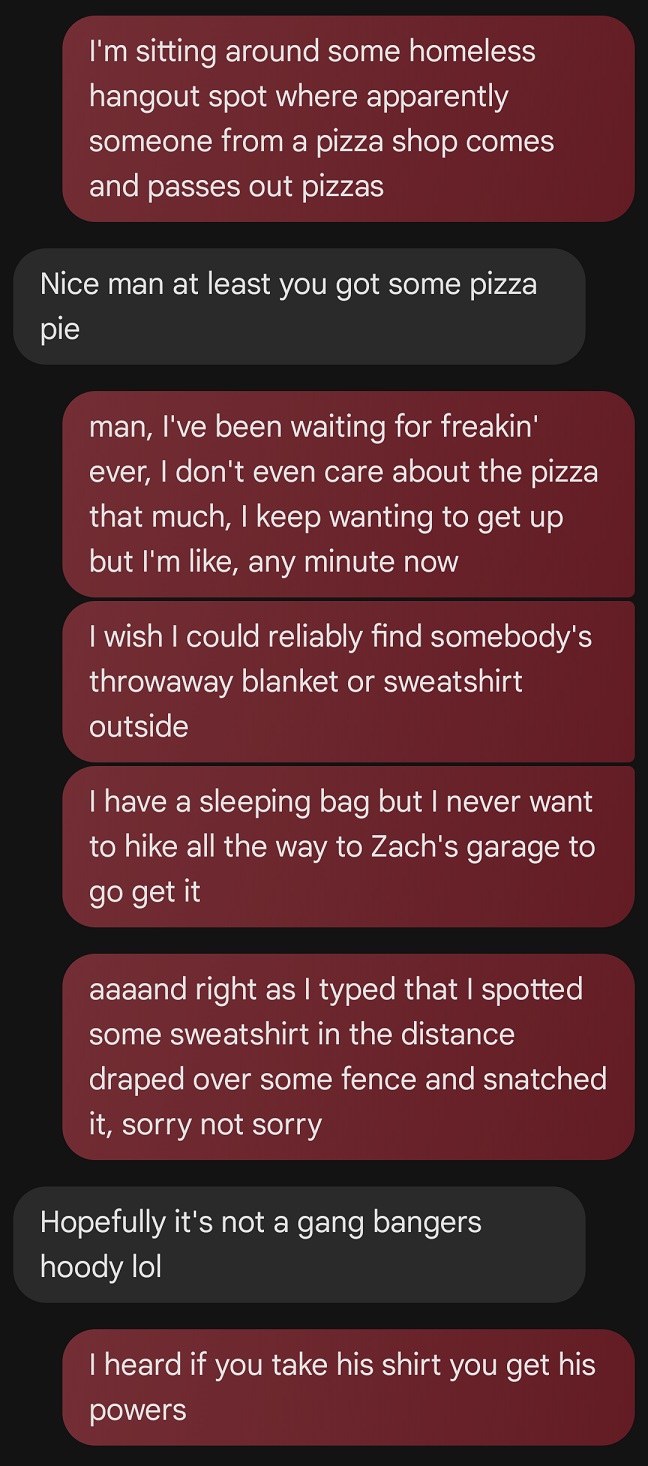 I'm sitting around some homeless
hangout spot where apparently
someone from a pizza shop comes
and passes out pizzas
Nice man at least you got some pizza
pie
man, I've been waiting for freakin'
ever, I don't even care about the pizza
that much, I keep wanting to get up
but I'm like, any minute now
I wish I could reliably find somebody's
throwaway blanket or sweatshirt
outside
I have a sleeping bag but I never want
to hike all the way to Zach's garage to
go get it
aaaand right as I typed that I spotted
some sweatshirt in the distance
draped over some fence and snatched
it, sorry not sorry
Hopefully it's not a gang bangers
hoody lol
I heard if you take his shirt you get his
powers